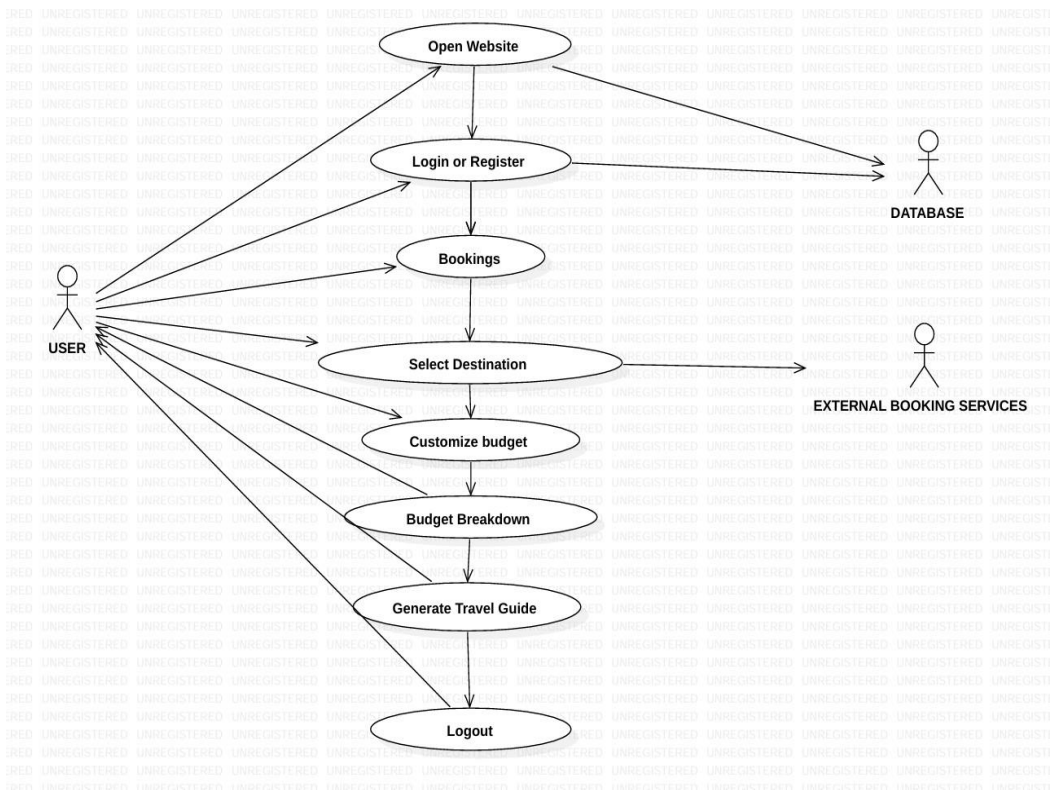 Open Website
Login or Register
DATABASE
Bookings
USER
Select Destination
EXTERNAL BOOKING SERVICES
Customize budget
Budget Breakdown
Generate Travel Guide
Logout
UNREGISTERED